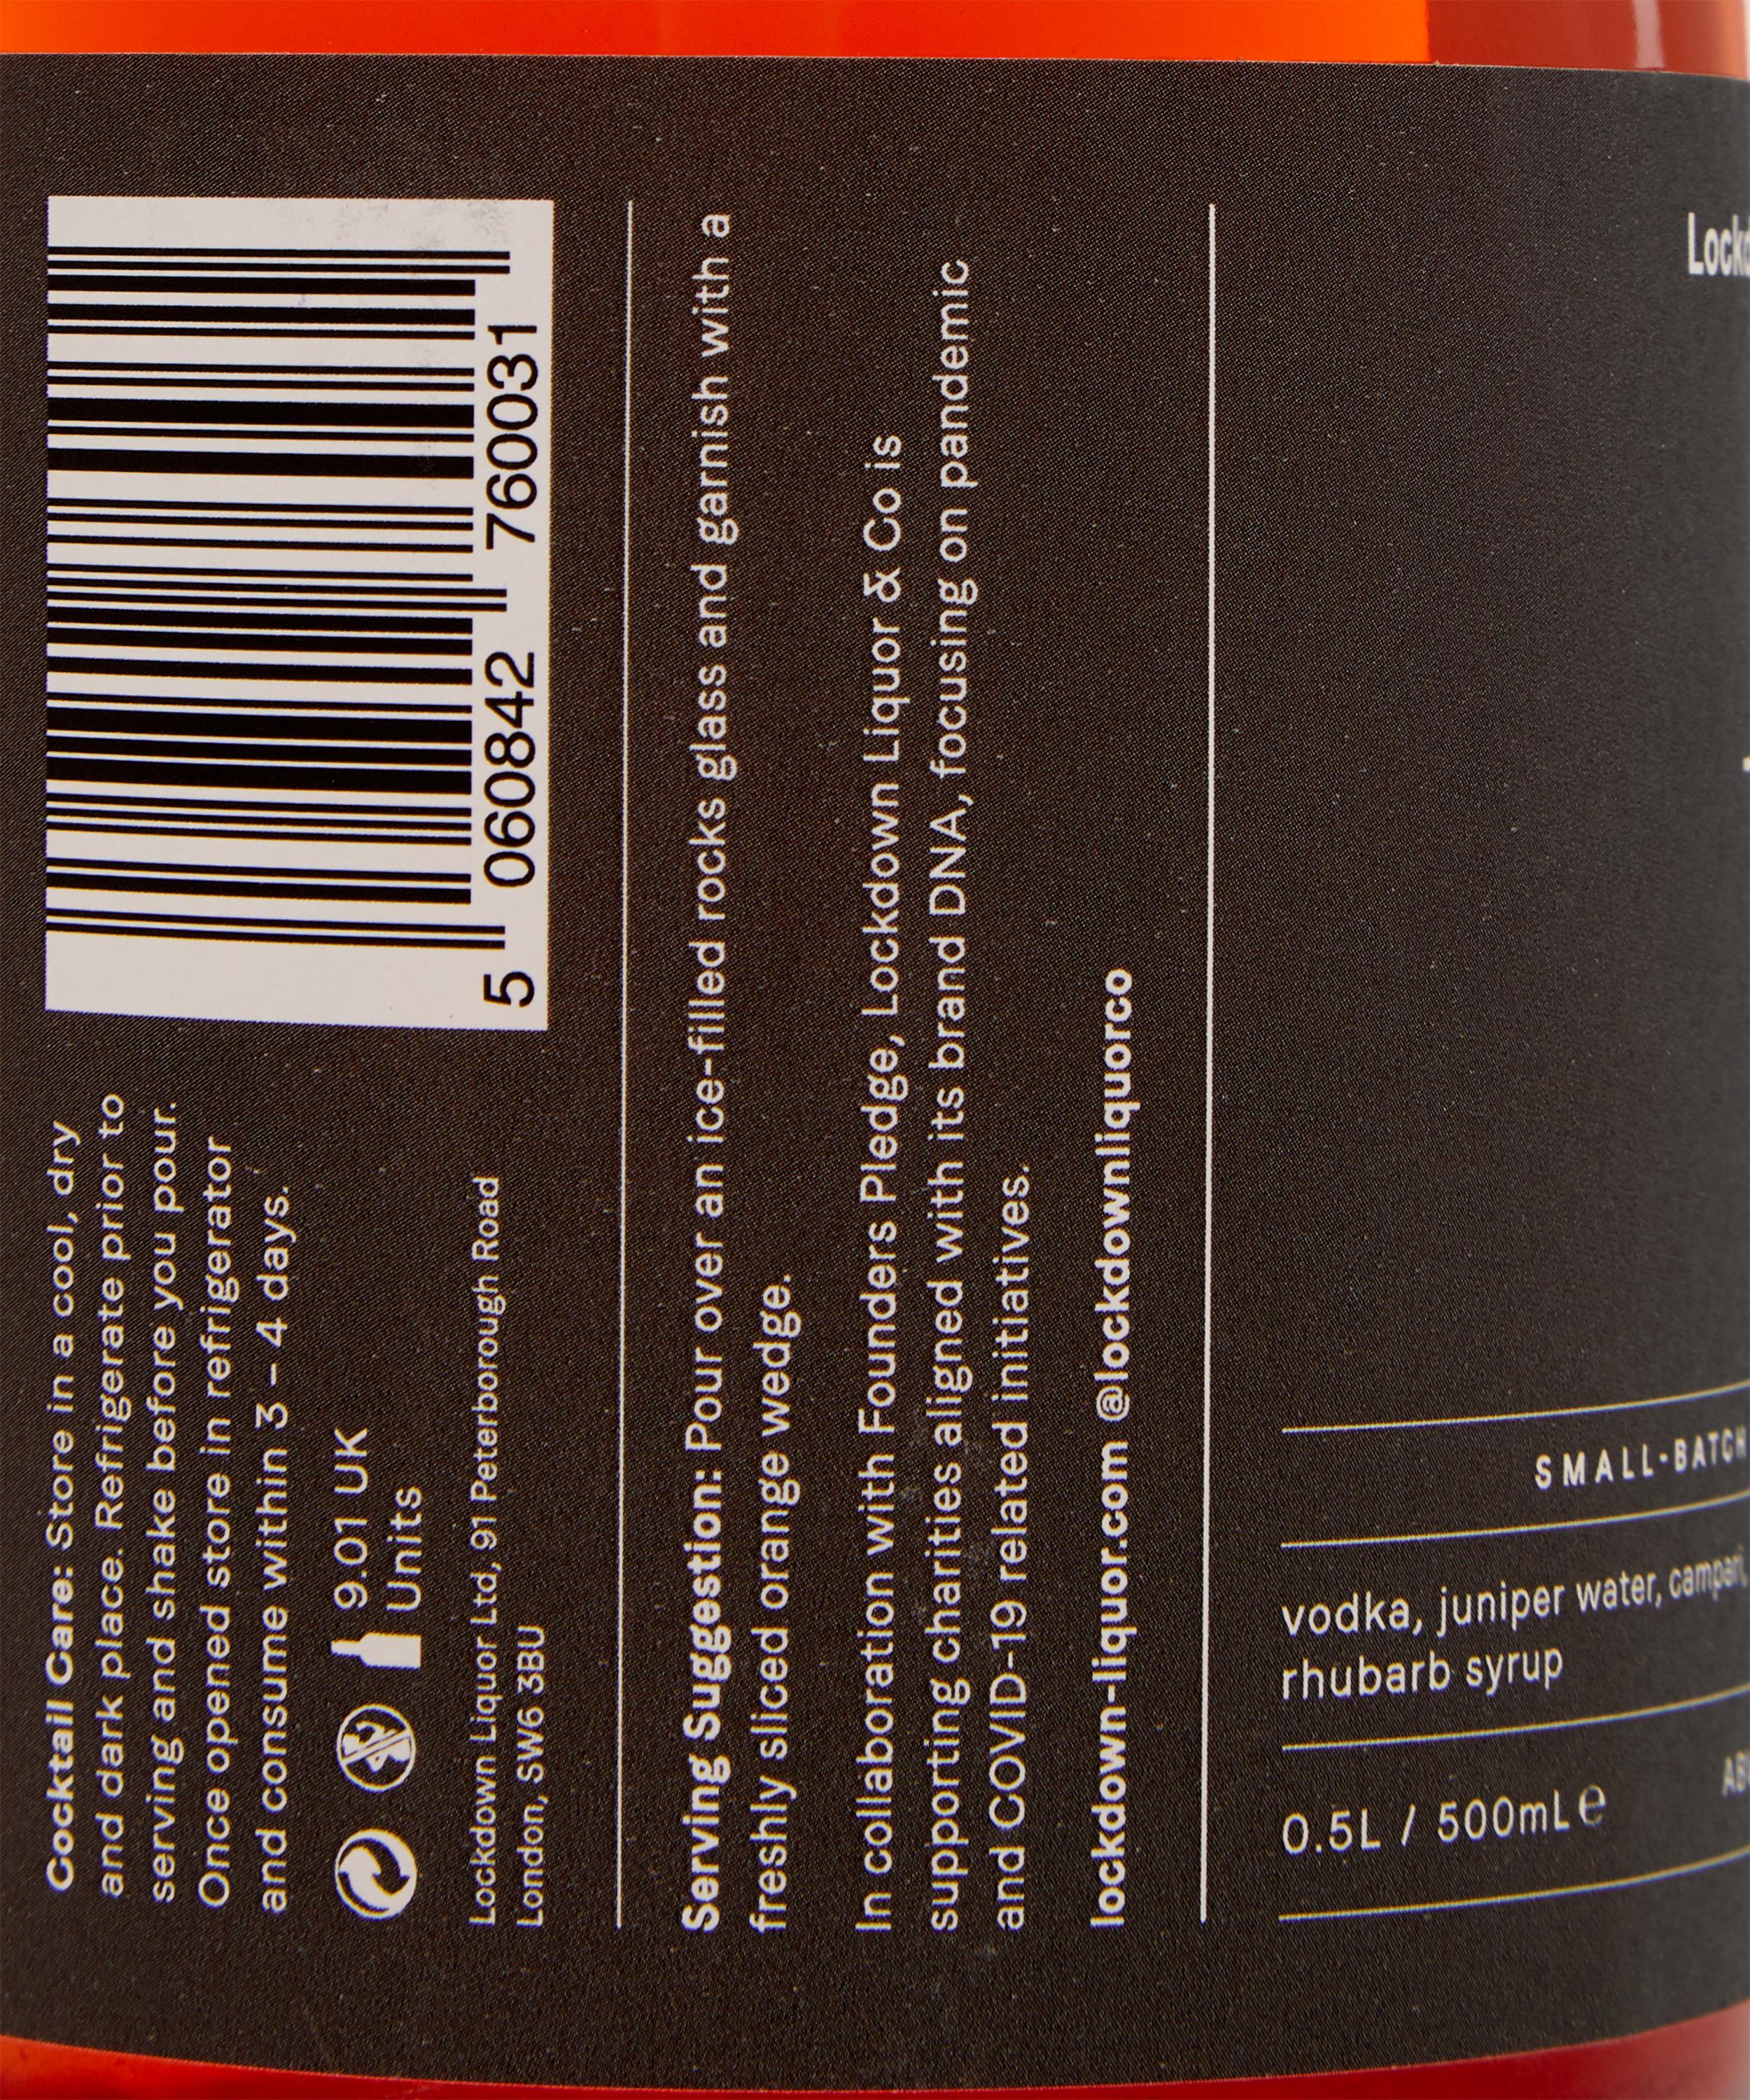 Cocktail Care: Store in a cool, dry
and dark place. Refrigerate prior to
serving and shake before you pour.
Once opened store in refrigerator
and consume within 3 – 4 days.
9.01 UK
Units
Lockdown Liquor Ltd, 91 Peterborough Road
London, SW6 3BU
5 060842 760031
Serving Suggestion: Pour over an ice-filled rocks glass and garnish with a
freshly sliced orange wedge.
In collaboration with Founders Pledge, Lockdown Liquor & Co is
supporting charities aligned with its brand DNA, focusing on pandemic
and COVID-19 related initiatives.
lockdown-liquor.com @lockdownliquorco
SMALL-BATCH
vodka, juniper water, campari,
rhubarb syrup
0.5L / 500mL ℮